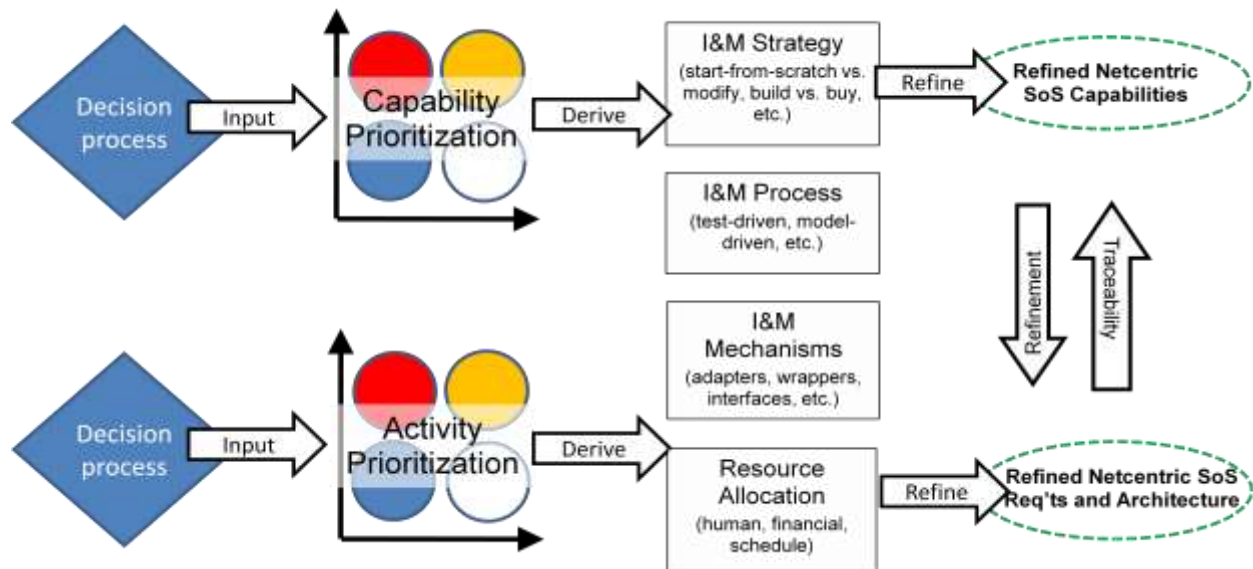 Decision
process
Input
Capability
Prioritization
Derive
I&M Strategy
(start-from-scratch vs.
modify, build vs. buy,
etc.)
Refine
Refined Netcentric
SoS Capabilities
I&M Process
(test-driven, model-
driven, etc.)
Refinement
Traceability
I&M
Mechanisms
(adapters, wrappers,
interfaces, etc.)
Decision
process
Input
Activity
Prioritization
Derive
Resource
Allocation
(human, financial,
schedule)
Refine
Refined Netcentric SoS
Req'ts and Architecture